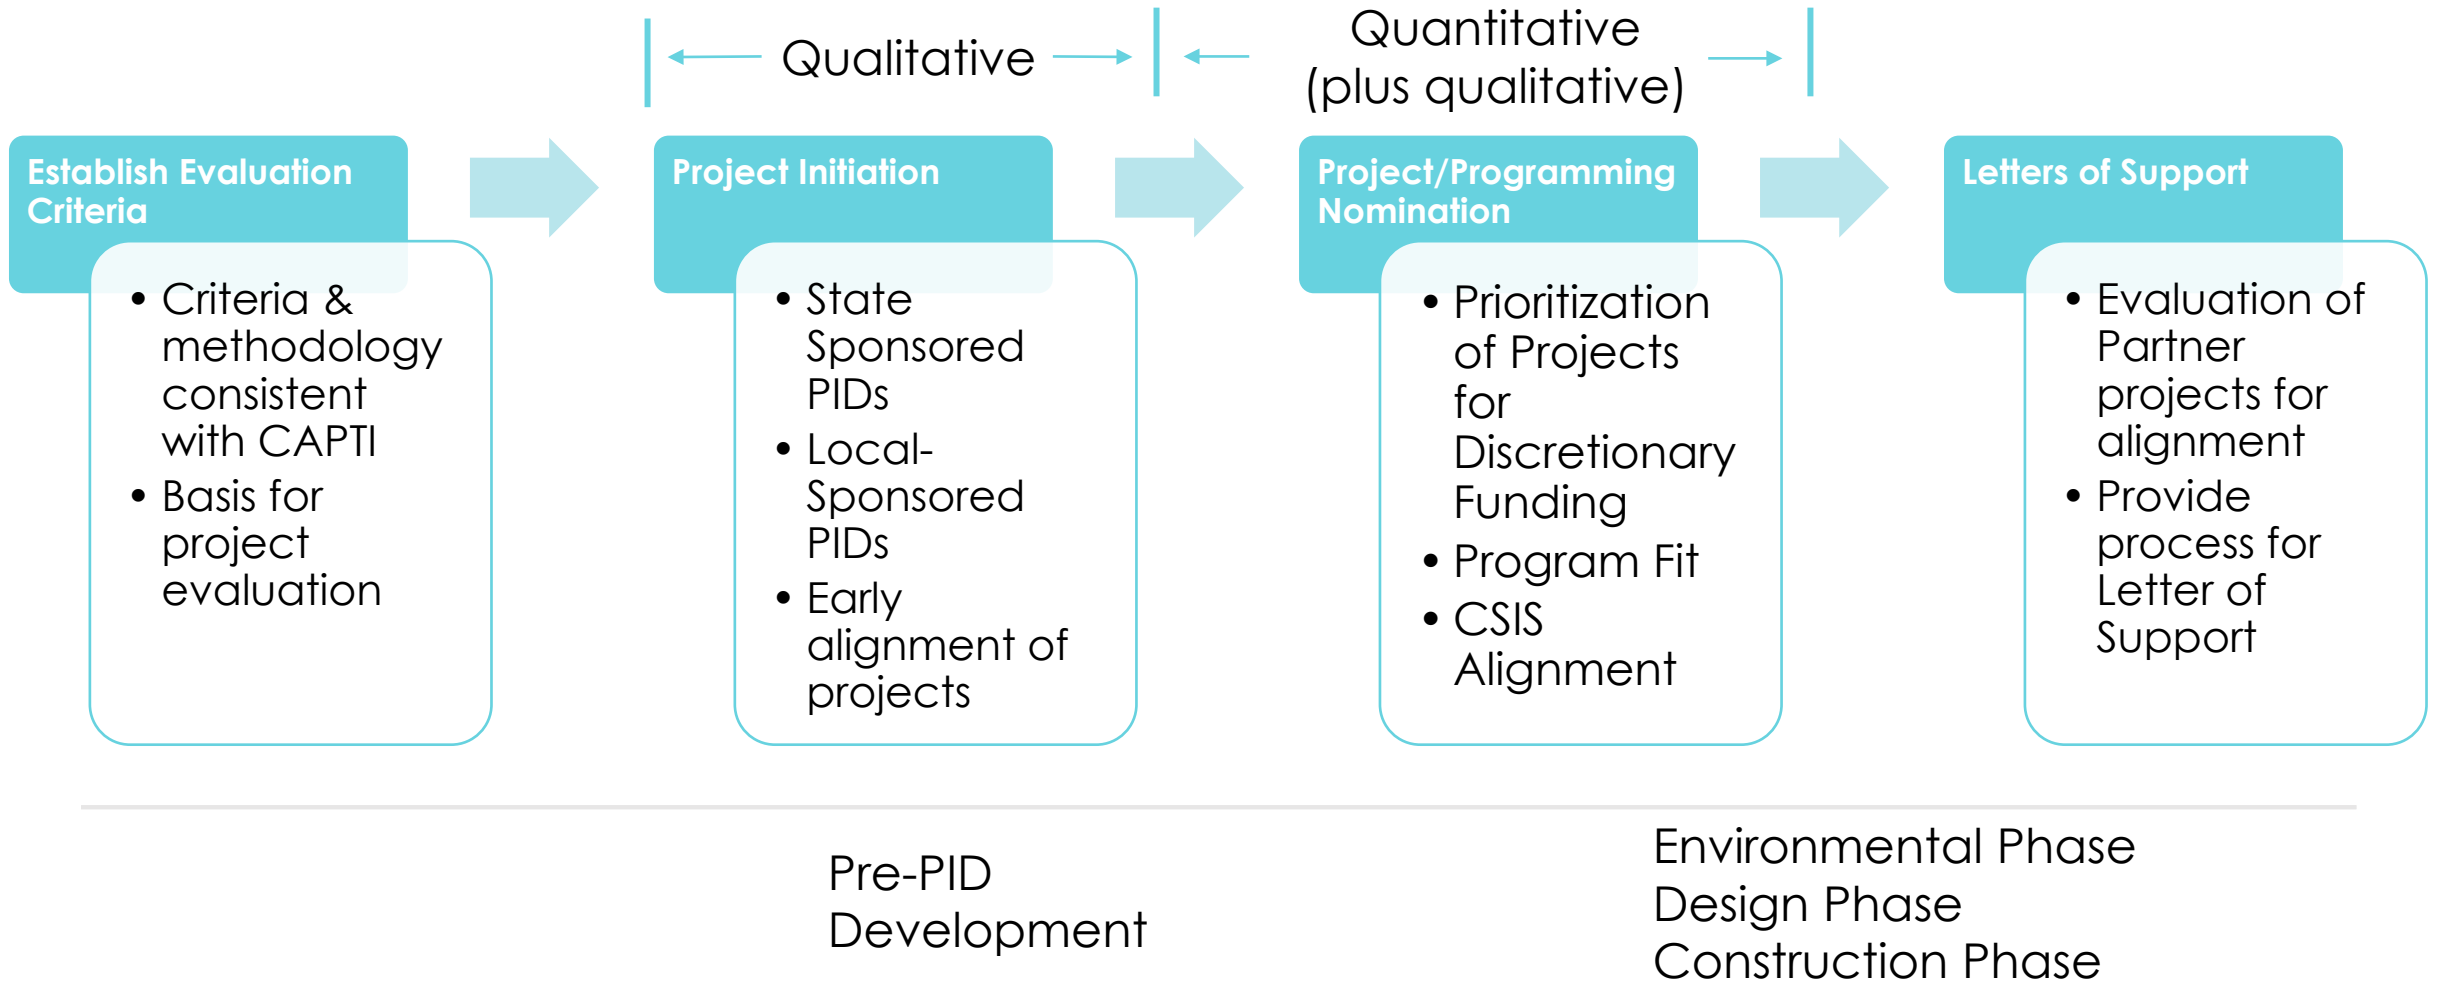 Qualitative
Quantitative
(plus qualitative)
Establish Evaluation
Criteria
• Criteria &
methodology
consistent
with CAPTI
• Basis for
project
evaluation
Project Initiation
• State
Sponsored
PIDs
• Local-
Sponsored
PIDs
• Early
alignment of
projects
Project/Programming
Nomination
• Prioritization
of Projects
for
Discretionary
Funding
• Program Fit
• CSIS
Alignment
Letters of Support
• Evaluation of
Partner
projects for
alignment
• Provide
process for
Letter of
Support
Pre-PID
Development
Environmental Phase
Design Phase
Construction Phase